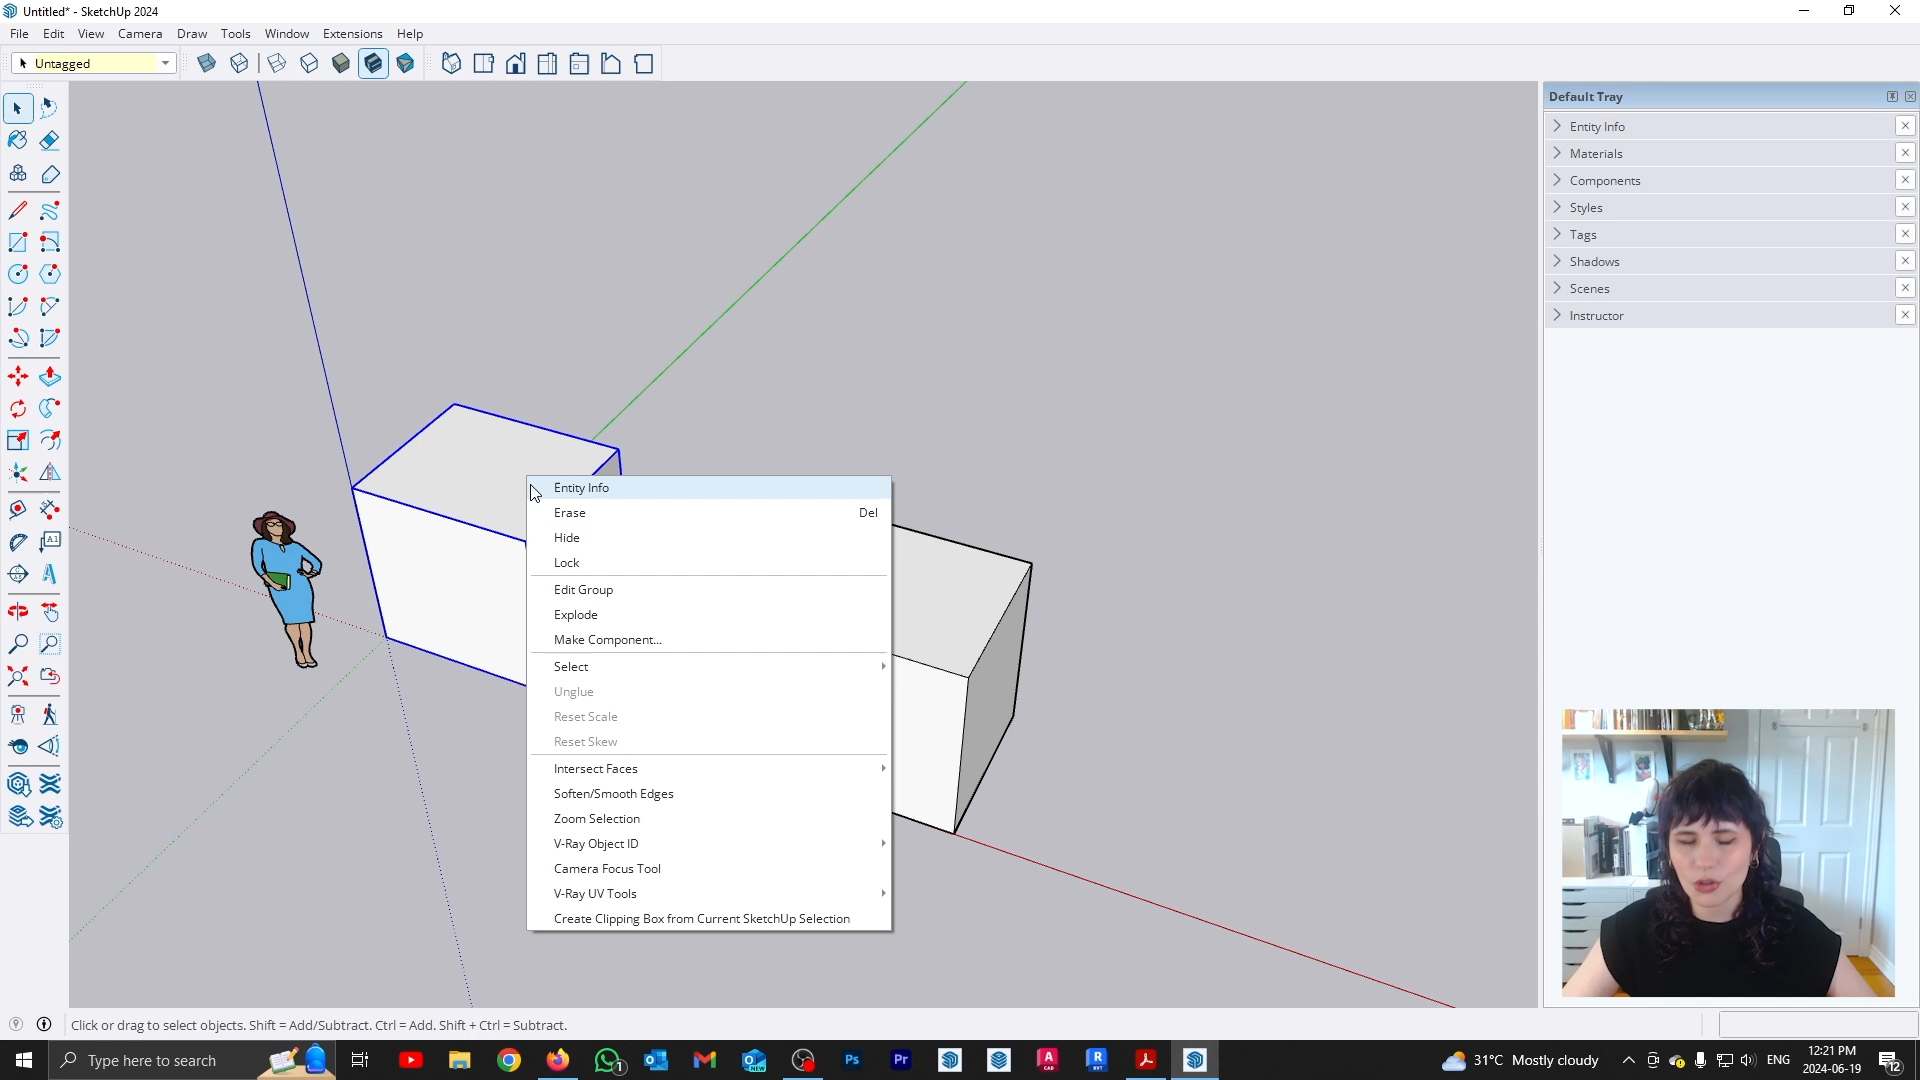 Untitled* - SketchUp 2024
File Edit View Camera Draw Tools Window Extensions Help
Untagged
Default Tray
Entity Info
Materials
Components
Styles
Tags
Shadows
Scenes
Instructor
Entity Info
Erase Del
Hide
Lock
Edit Group
Explode
Make Component...
Select
Unglue
Reset Scale
Reset Skew
Intersect Faces
Soften/Smooth Edges
Zoom Selection
V-Ray Object ID
Camera Focus Tool
V-Ray UV Tools
Create Clipping Box from Current SketchUp Selection
Click or drag to select objects. Shift = Add/Subtract. Ctrl = Add. Shift + Ctrl = Subtract.
Type here to search
31°C Mostly cloudy
ENG
12:21 PM
2024-06-19
12